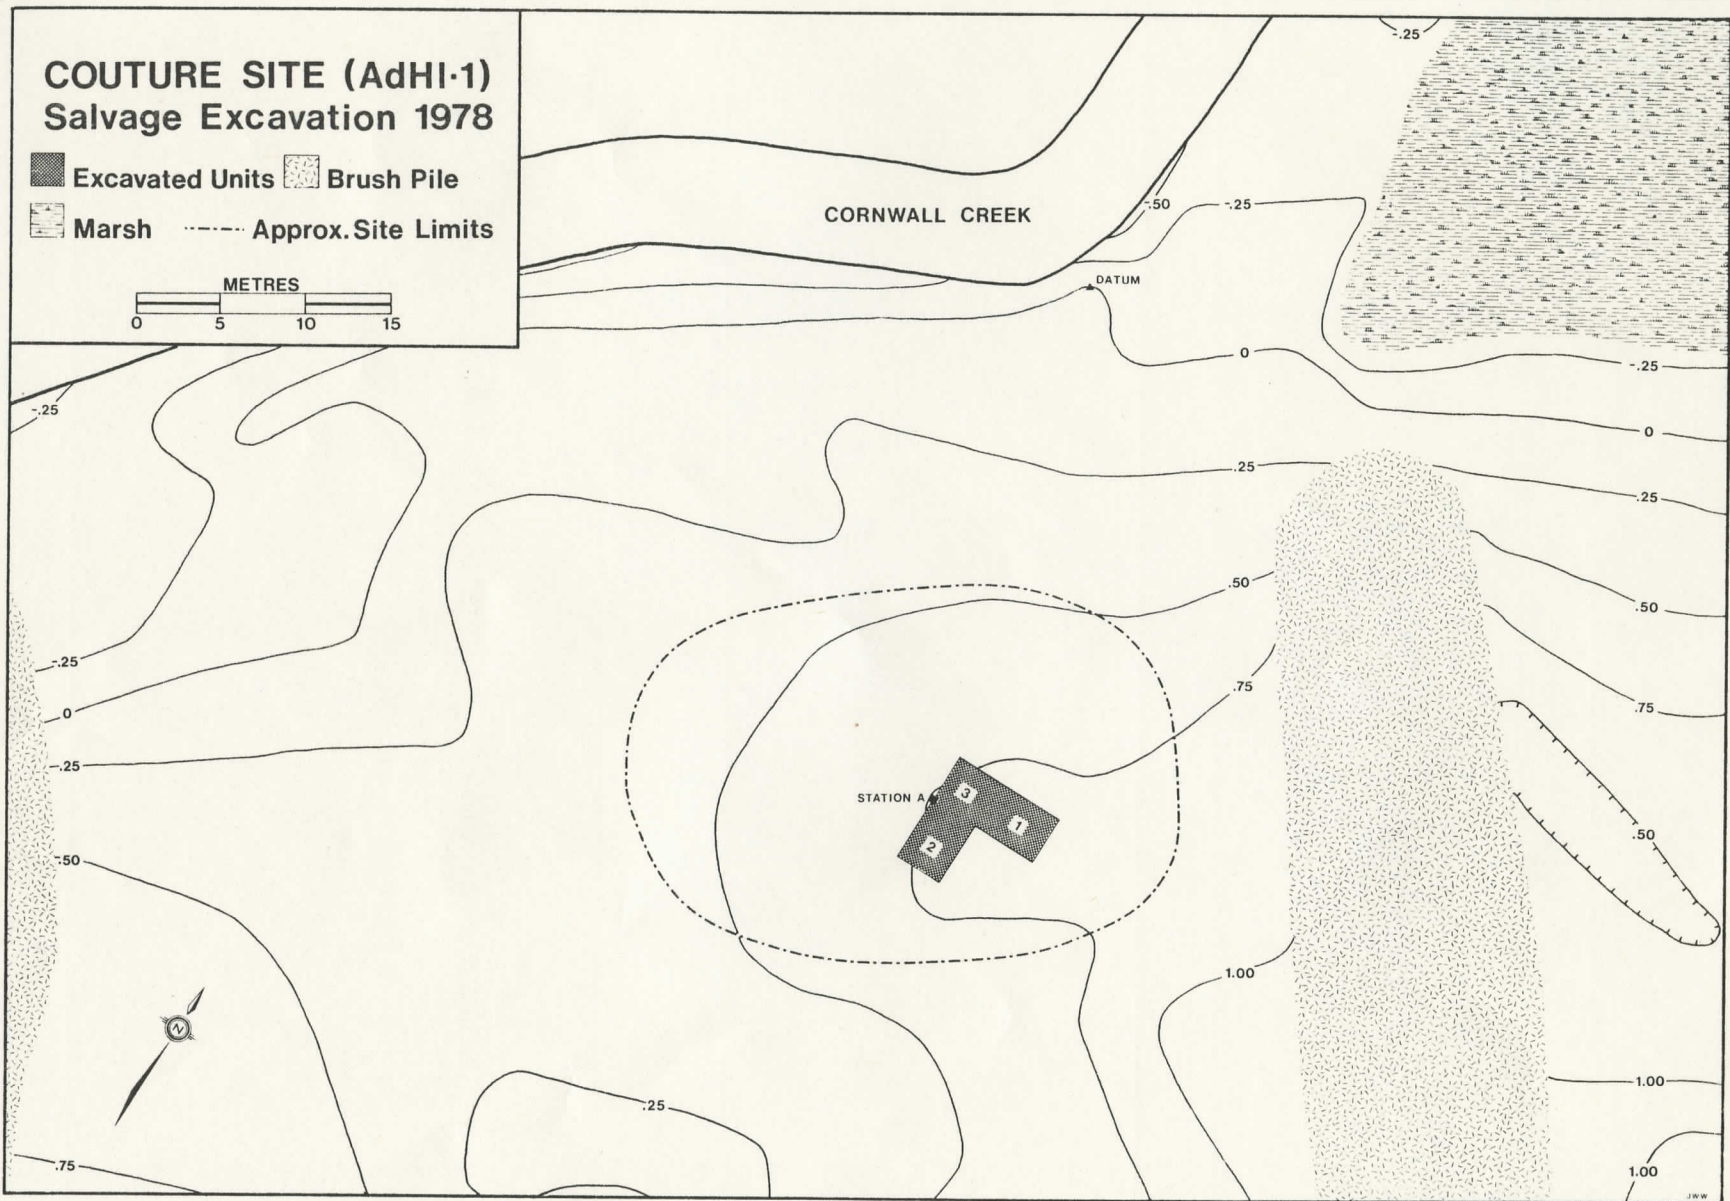 COUTURE SITE (AdHI·1)
Salvage Excavation 1978
Excavated Units Brush Pile
Marsh Approx. Site Limits
METRES
0 5 10 15
-.25
CORNWALL CREEK
-.50 -.25
DATUM
0
-.25
-.25
0
.25
.25
.50
.50
-.25
.75
.75
0
-.25
STATION A
3
1
2
.50
-.50
1.00
N
.25
1.00
.75
1.00
JWW